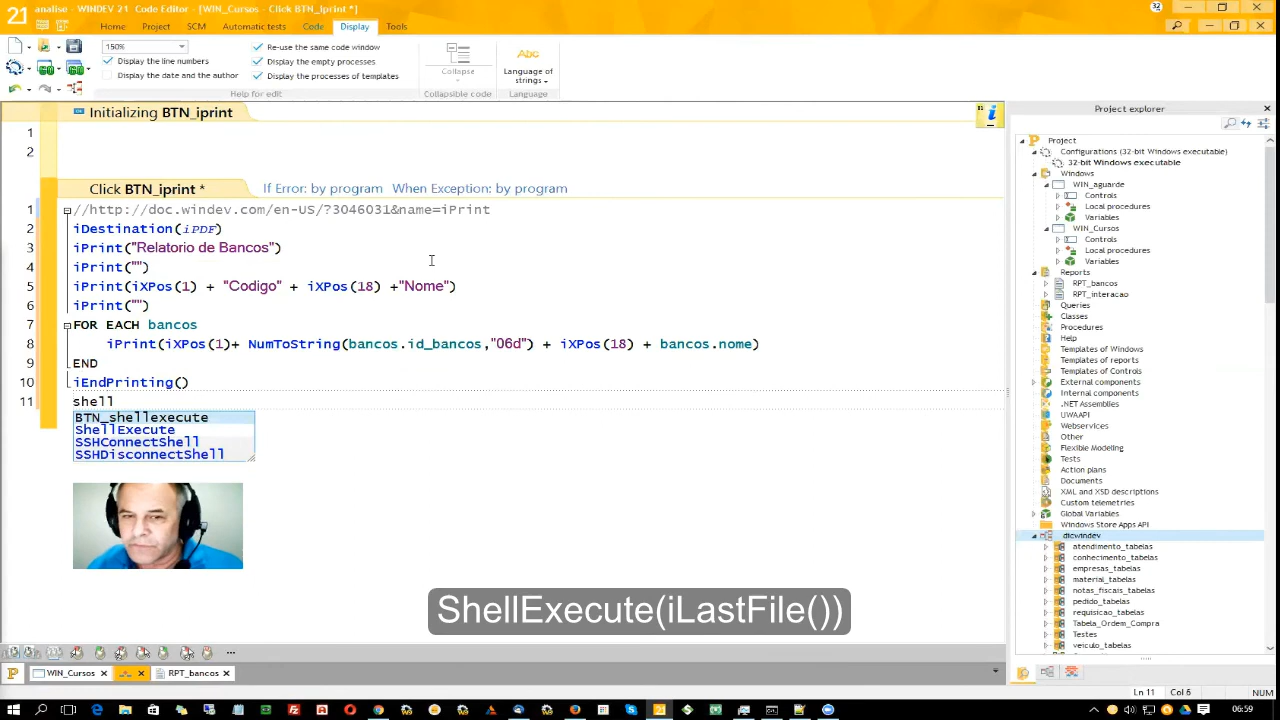 21 analise - WINDEV 21 - Code Editor - [WIN_Cursos - Click BTN_Iprint *]
32
Home Project SCM Automatic tests Code Display Tools
150%
Display the line numbers
Display the date and the author
Re-use the same code window
Display the empty processes
Display the processes of templates
Help for edit
Collapse
Collapsible code
Abc
Language of strings
Language
Initializing BTN_iprint
1
2
Click BTN_iprint * If Error: by program When Exception: by program
1 //http://doc.windev.com/en-US/?3046031&name=iPrint
2 iDestination(iPDF)
3 iPrint("Relatorio de Bancos")
4 iPrint("")
5 iPrint(iXPos(1) + "Codigo" + iXPos(18) +"Nome")
6 iPrint("")
7 FOR EACH bancos
8 iPrint(iXPos(1)+ NumToString(bancos.id_bancos,"06d") + iXPos(18) + bancos.nome)
9 END
10 iEndPrinting()
11 shell
BTN_shellexecute
ShellExecute
SSHConnectShell
SSHDisconnectShell
ShellExecute(iLastFile())
Project explorer
Project
Configurations (32-bit Windows executable)
32-bit Windows executable
Windows
WIN_aguarde
Controls
Local procedures
Variables
WIN_Cursos
Controls
Local procedures
Variables
Reports
RPT_bancos
RPT_interacao
Queries
Classes
Procedures
Help
Templates of Windows
Templates of reports
Templates of Controls
External components
Internal components
.NET Assemblies
UWAAPI
Webservices
Other
Flexible Modeling
Tests
Action plans
Documents
XML and XSD descriptions
Custom telemetries
Global Variables
Windows Store Apps API
dicwindev
atendimento_tabelas
conhecimento_tabelas
empresas_tabelas
material_tabelas
notas_fiscais_tabelas
pedido_tabelas
requisicao_tabelas
Tabela_Ordem_Compra
Testes
veiculo_tabelas
WIN_Cursos RPT_bancos
Ln 11 Col 6 NUM
06:59